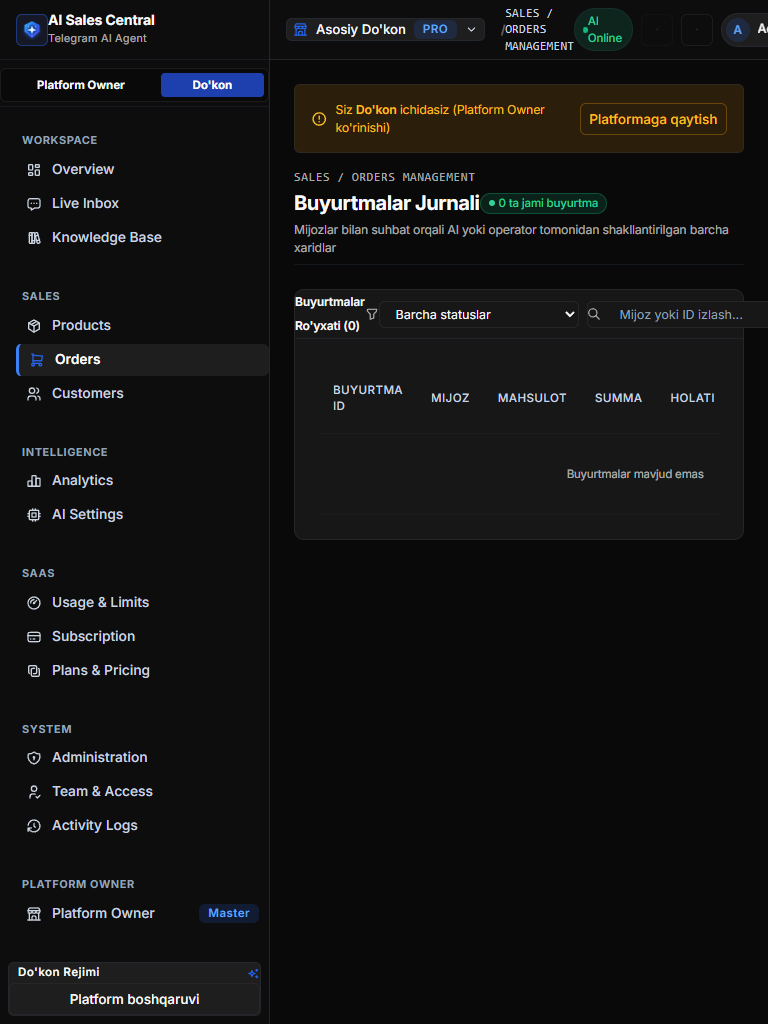 AI Sales Central
Telegram AI Agent
Platform Owner
Do'kon
WORKSPACE
Overview
Live Inbox
Knowledge Base
SALES
Products
Orders
Customers
INTELLIGENCE
Analytics
AI Settings
SAAS
Usage & Limits
Subscription
Plans & Pricing
SYSTEM
Administration
Team & Access
Activity Logs
PLATFORM OWNER
Platform Owner
Master
Do'kon Rejimi
Platform boshqaruvi
Asosiy Do'kon
PRO
SALES /
/ORDERS
MANAGEMENT
AI
Online
A
Siz Do'kon ichidasiz (Platform Owner
ko'rinishi)
Platformaga qaytish
SALES / ORDERS MANAGEMENT
Buyurtmalar Jurnali
0 ta jami buyurtma
Mijozlar bilan suhbat orqali AI yoki operator tomonidan shakllantirilgan barcha
xaridlar
Buyurtmalar
Ro'yxati (0)
Barcha statuslar
Mijoz yoki ID izlash...
BUYURTMA
ID
MIJOZ
MAHSULOT
SUMMA
HOLATI
Buyurtmalar mavjud emas